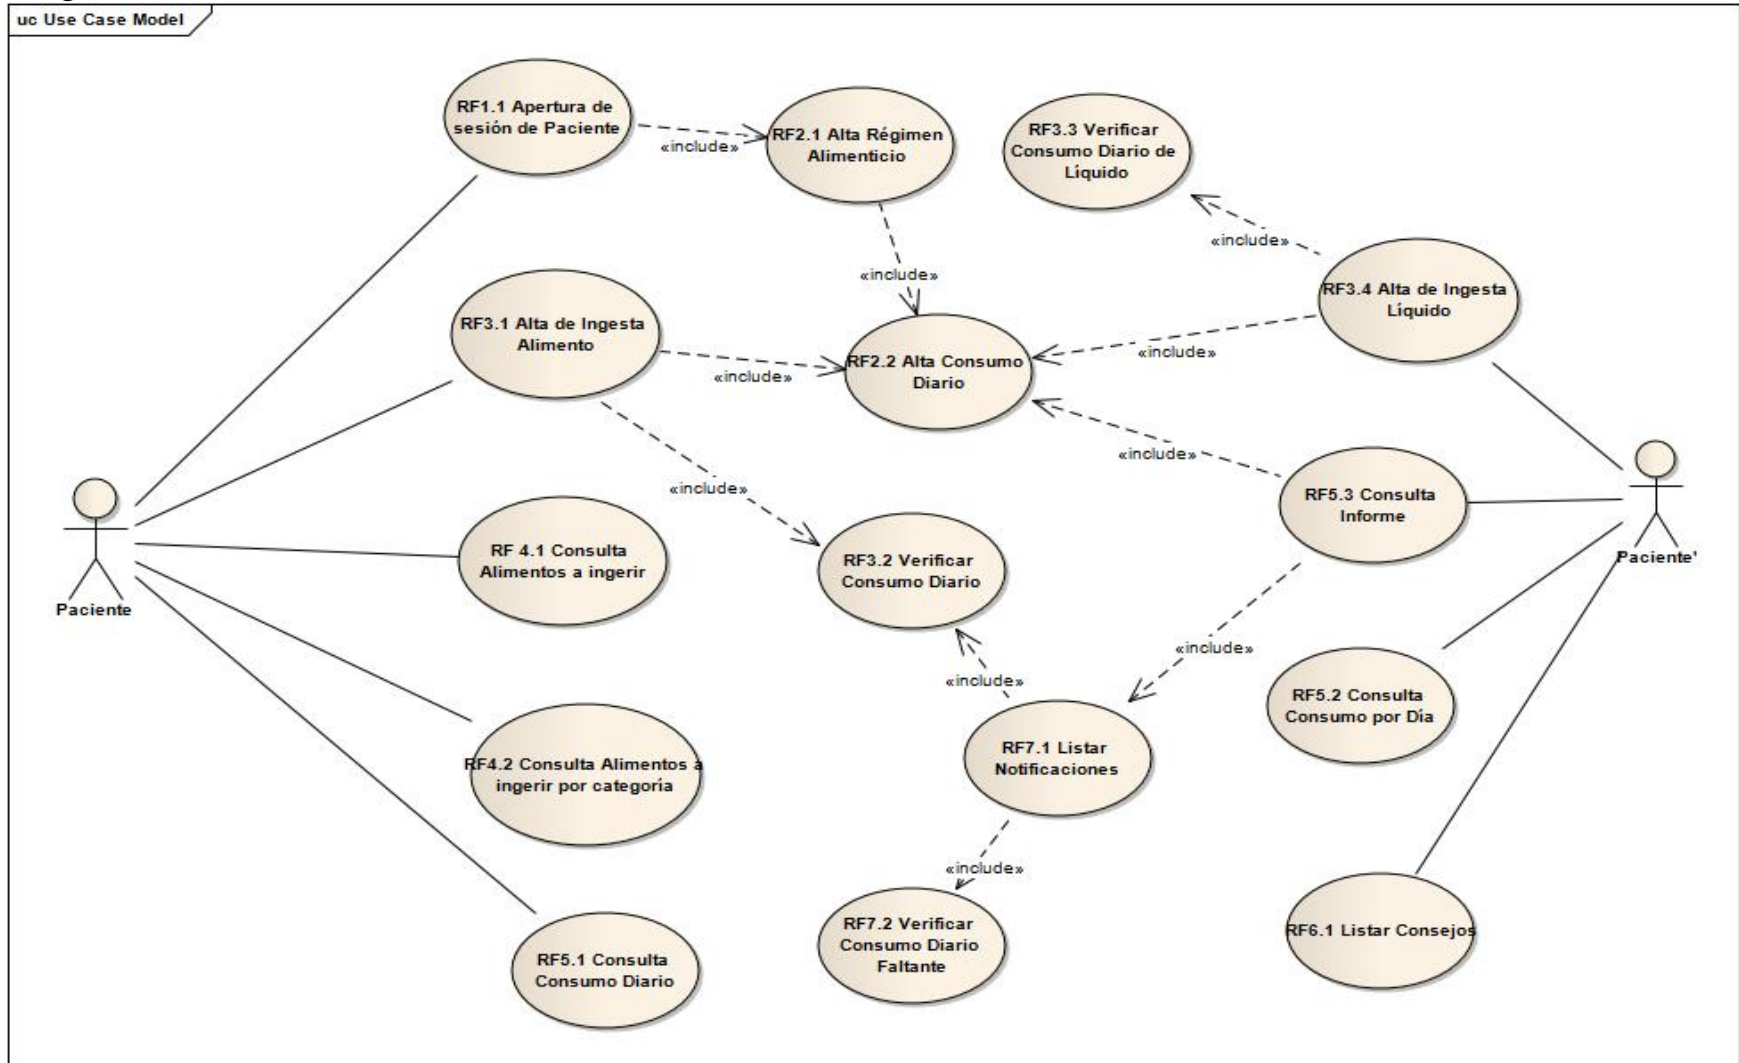 uc Use Case Model
RF1.1 Apertura de
sesión de Paciente
«include»
RF2.1 Alta Régimen
Alimenticio
RF3.3 Verificar
Consumo Diario de
Líquido
«include»
«include»
RF3.4 Alta de Ingesta
Líquido
RF3.1 Alta de Ingesta
Alimento
«include»
RF2.2 Alta Consumo
Diario
«include»
«include»
«include»
RF5.3 Consulta
Informe
Paciente
Paciente'
RF 4.1 Consulta
Alimentos a ingerir
RF3.2 Verificar
Consumo Diario
«include»
«include»
RF5.2 Consulta
Consumo por Día
RF4.2 Consulta Alimentos a
ingerir por categoría
RF7.1 Listar
Notificaciones
«include»
RF5.1 Consulta
Consumo Diario
RF7.2 Verificar
Consumo Diario
Faltante
RF6.1 Listar Consejos